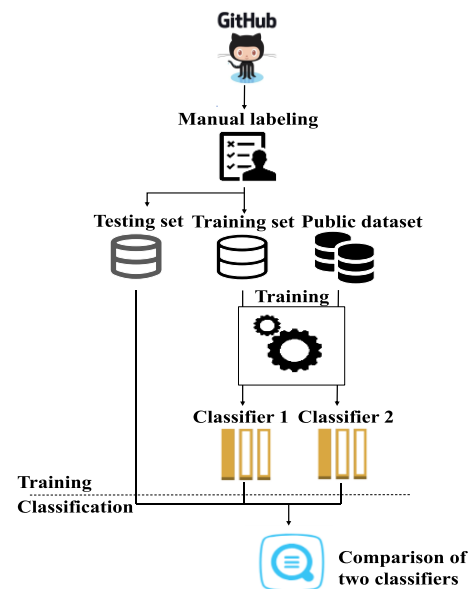 GitHub
Manual labeling
Testing set
Training set
Public dataset
Training
Classifier 1
Classifier 2
Training
Classification
Comparison of
two classifiers